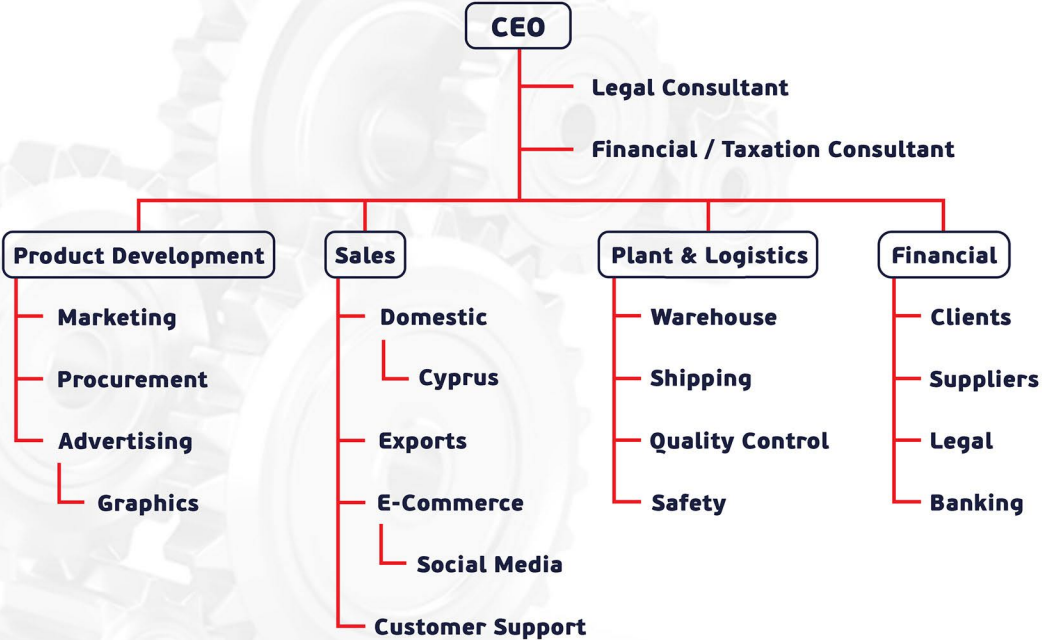 CEO
Legal Consultant
Financial / Taxation Consultant
Product Development
Marketing
Procurement
Advertising
Graphics
Sales
Domestic
Cyprus
Exports
E-Commerce
Social Media
Customer Support
Plant & Logistics
Warehouse
Shipping
Quality Control
Safety
Financial
Clients
Suppliers
Legal
Banking